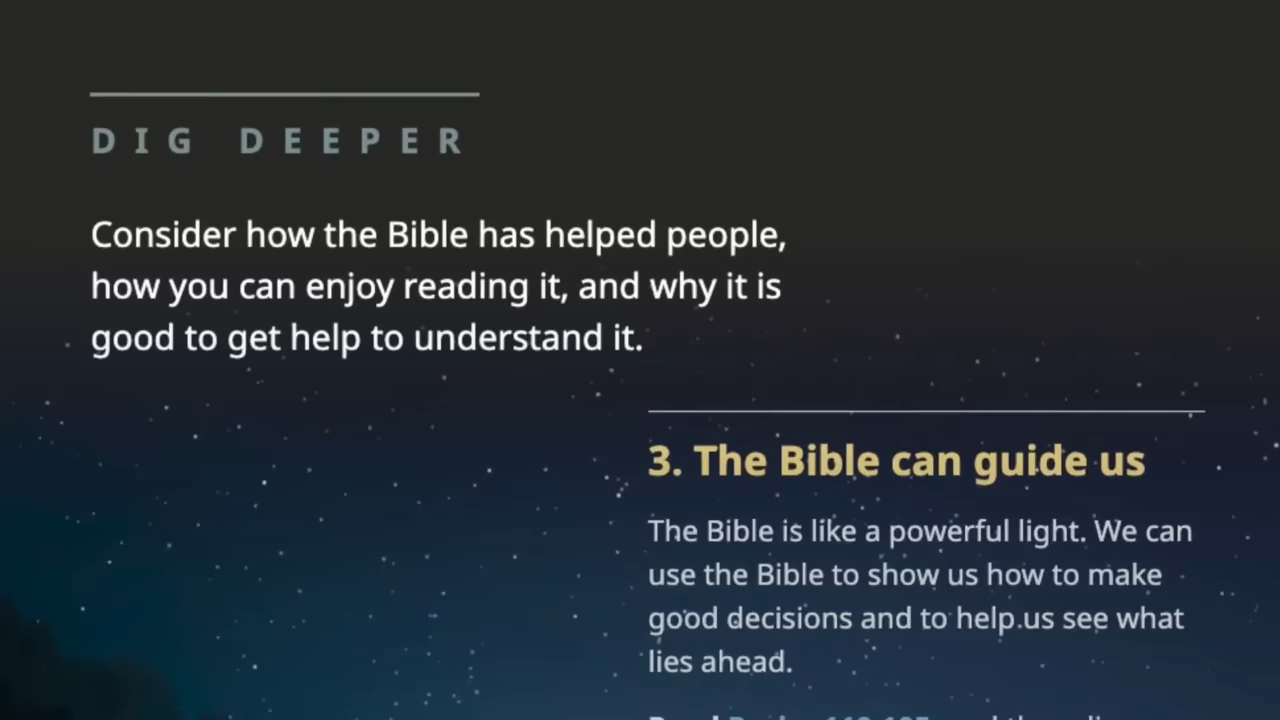 DIG DEEPER
Consider how the Bible has helped people,
how you can enjoy reading it, and why it is
good to get help to understand it.
3. The Bible can guide us
The Bible is like a powerful light. We can
use the Bible to show us how to make
good decisions and to help us see what
lies ahead.